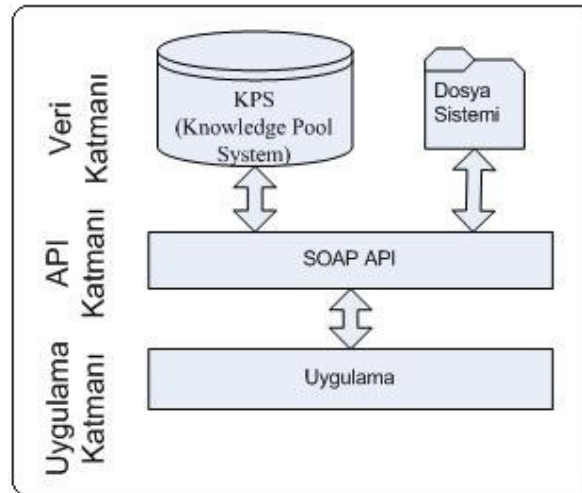 Veri
Katmanı
KPS
(Knowledge Pool
System)
Dosya
Sistemi
API
Katmanı
SOAP API
Uygulama
Katmanı
Uygulama